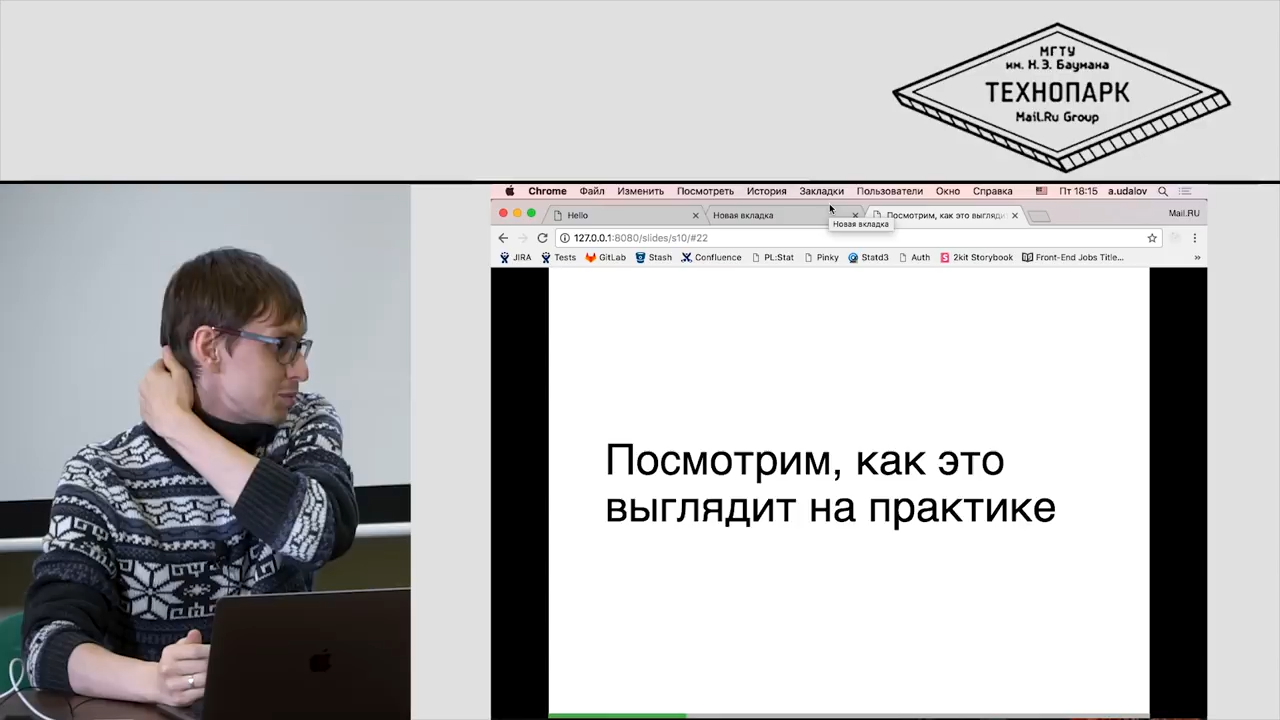 МГТУ
им. Н.Э. Баумана
ТЕХНОПАРК
Mail.Ru Group
Chrome Файл Изменить Посмотреть История Закладки Пользователи Окно Справка Пт 18:15 a.udalov
Hello Новая вкладка Посмотрим, как это выгляди
Mail.RU
Новая вкладка
127.0.0.1:8080/slides/s10/#22
JIRA Tests GitLab Stash Confluence PL:Stat Pinky Statd3 Auth 2kit Storybook Front-End Jobs Title... »
Посмотрим, как это
выглядит на практике